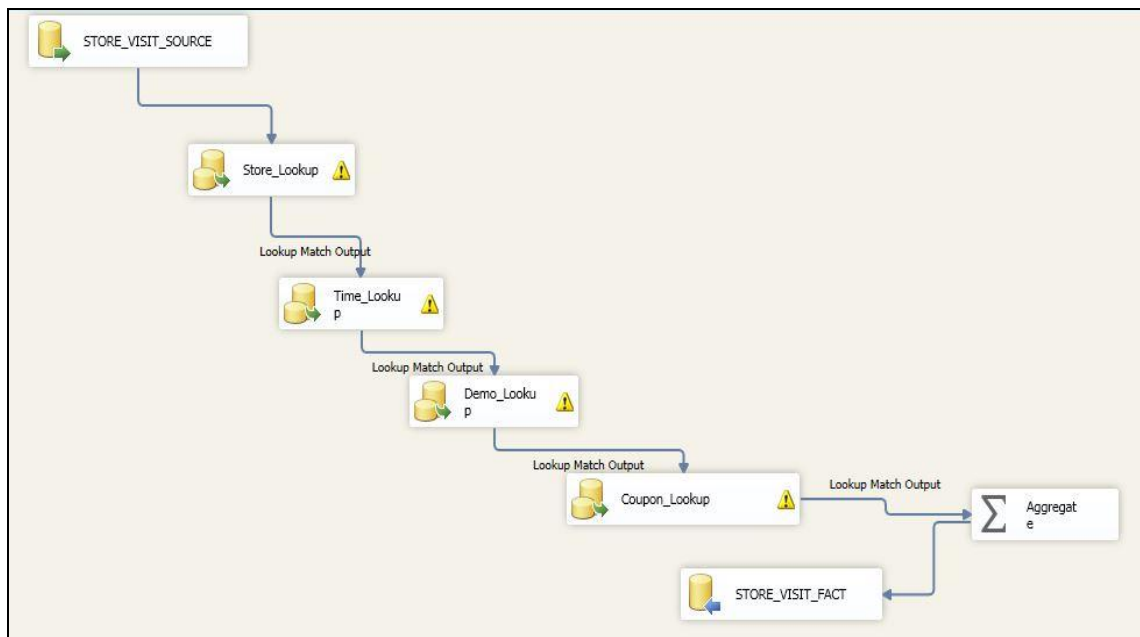 STORE_VISIT_SOURCE
Store_Lookup
Lookup Match Output
Time_Looku
p
Lookup Match Output
Demo_Looku
p
Lookup Match Output
Coupon_Lookup
Lookup Match Output
Aggregat
e
STORE_VISIT_FACT